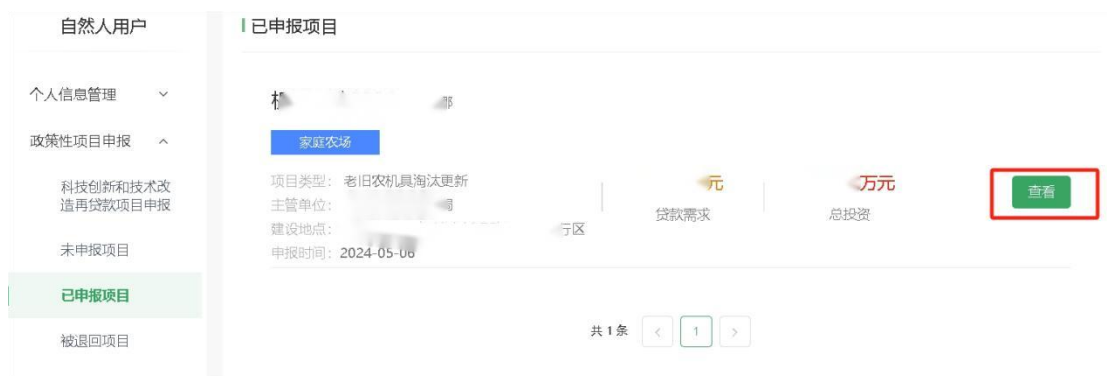 自然人用户
个人信息管理
政策性项目申报
科技创新和技术改
造再贷款项目申报
未申报项目
已申报项目
被退回项目
已申报项目
家庭农场
项目类型： 老旧农机具淘汰更新
主管单位：
建设地点： 区
申报时间： 2024-05-06
元
贷款需求
万元
总投资
查看
共 1 条 < 1 >